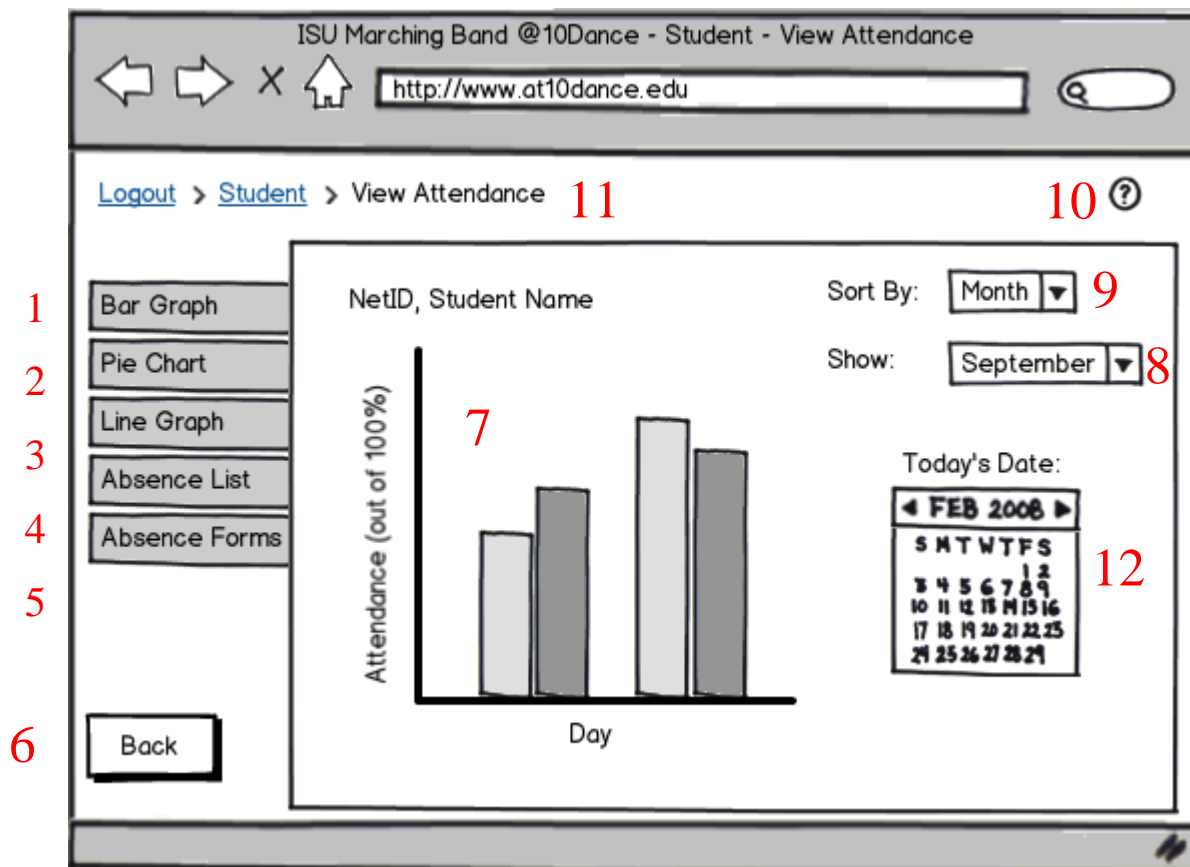 ISU Marching Band @10Dance - Student - View Attendance
http://www.at10dance.edu
Logout > Student > View Attendance 11 10 ?
1 Bar Graph
2 Pie Chart
3 Line Graph
4 Absence List
5 Absence Forms
6 Back
NetID, Student Name
Sort By: Month 9
Show: September 8
7
Attendance (out of 100%)
Day
Today's Date:
FEB 2008
S M T W T F S
1 2
3 4 5 6 7 8 9
10 11 12 13 14 15 16
17 18 19 20 21 22 23
24 25 26 27 28 29
12